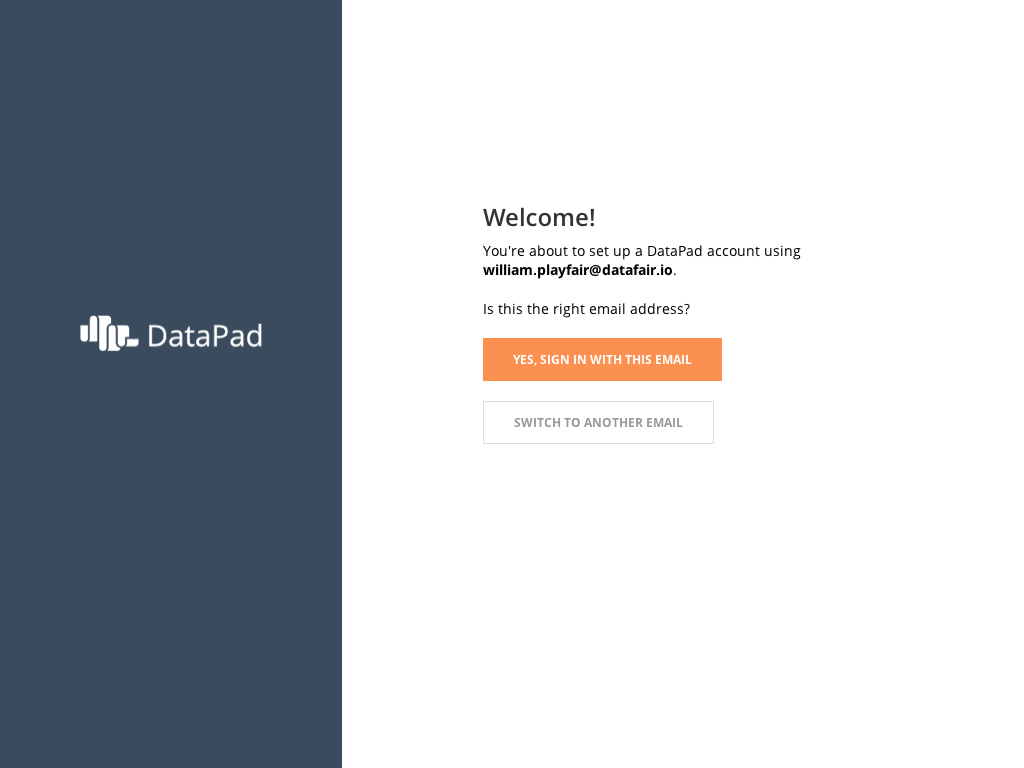 DataPad
Welcome!
You're about to set up a DataPad account using
william.playfair@datafair.io.
Is this the right email address?
YES, SIGN IN WITH THIS EMAIL
SWITCH TO ANOTHER EMAIL